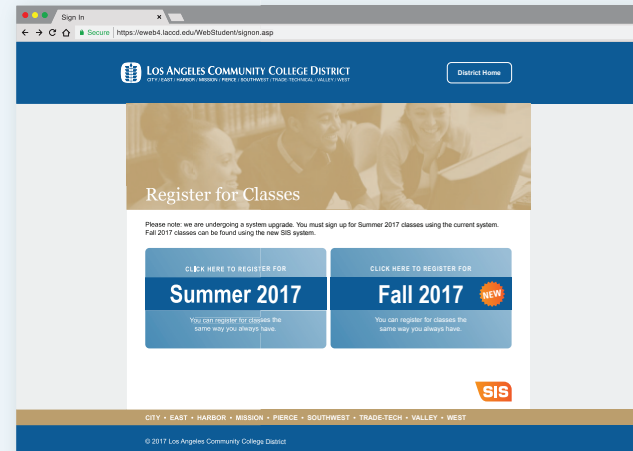 Sign In
×
Secure | https://eweb4.laccd.edu/WebStudent/signon.asp
LOS ANGELES COMMUNITY COLLEGE DISTRICT
CITY / EAST / HARBOR / MISSION / PIERCE / SOUTHWEST / TRADE-TECHNICAL / VALLEY / WEST
District Home
Register for Classes
Please note: we are undergoing a system upgrade. You must sign up for Summer 2017 classes using the current system.
Fall 2017 classes can be found using the new SIS system.
CLICK HERE TO REGISTER FOR
Summer 2017
You can register for classes the
same way you always have.
CLICK HERE TO REGISTER FOR
Fall 2017
NEW
You can register for classes the
same way you always have.
SIS
CITY • EAST • HARBOR • MISSION • PIERCE • SOUTHWEST • TRADE-TECH • VALLEY • WEST
© 2017 Los Angeles Community College District